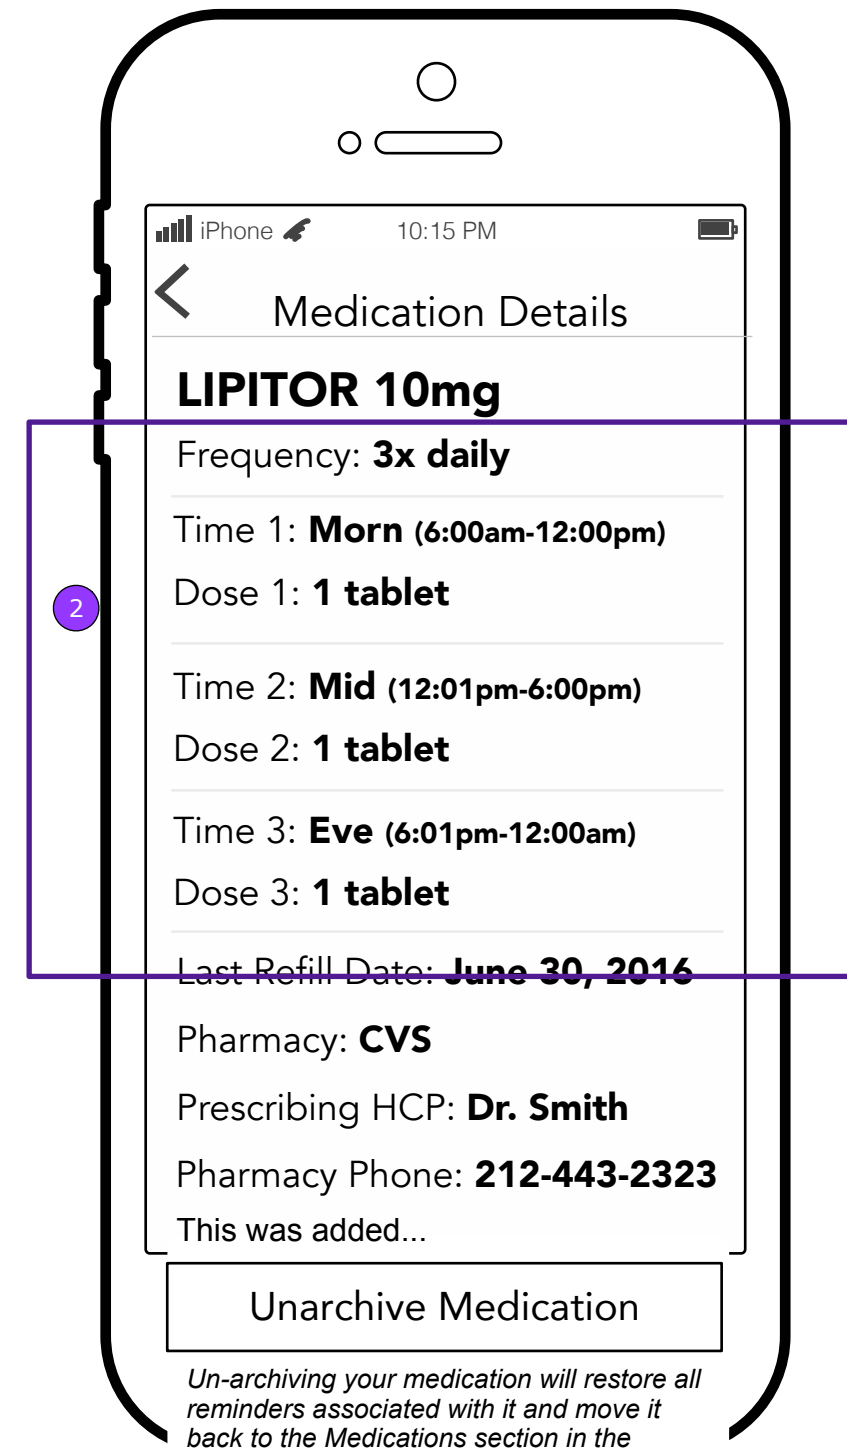 iPhone 10:15 PM
Medication Details
LIPITOR 10mg
Frequency: 3x daily
Time 1: Morn (6:00am-12:00pm)
Dose 1: 1 tablet
2
Time 2: Mid (12:01pm-6:00pm)
Dose 2: 1 tablet
Time 3: Eve (6:01pm-12:00am)
Dose 3: 1 tablet
Last Refill Date: June 30, 2016
Pharmacy: CVS
Prescribing HCP: Dr. Smith
Pharmacy Phone: 212-443-2323
This was added...
Unarchive Medication
Un-archiving your medication will restore all
reminders associated with it and move it
back to the Medications section in the